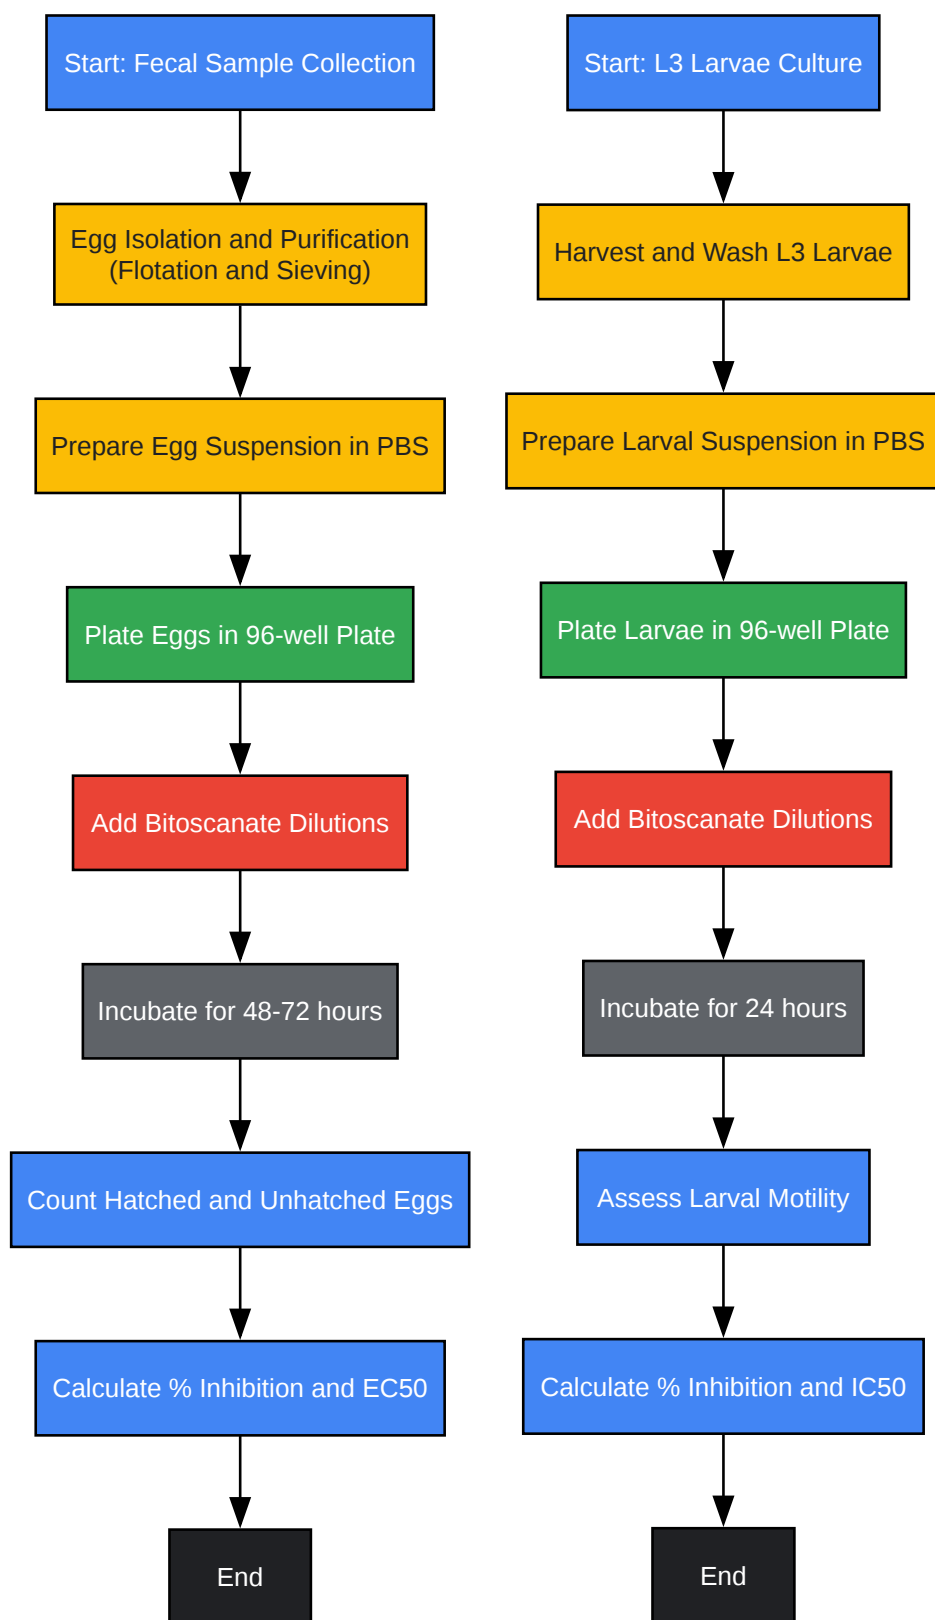 Start: Fecal Sample Collection
Egg Isolation and Purification
(Flotation and Sieving)
Prepare Egg Suspension in PBS
Plate Eggs in 96-well Plate
Add Bitoscanate Dilutions
Incubate for 48-72 hours
Count Hatched and Unhatched Eggs
Calculate % Inhibition and EC50
End
Start: L3 Larvae Culture
Harvest and Wash L3 Larvae
Prepare Larval Suspension in PBS
Plate Larvae in 96-well Plate
Add Bitoscanate Dilutions
Incubate for 24 hours
Assess Larval Motility
Calculate % Inhibition and IC50
End